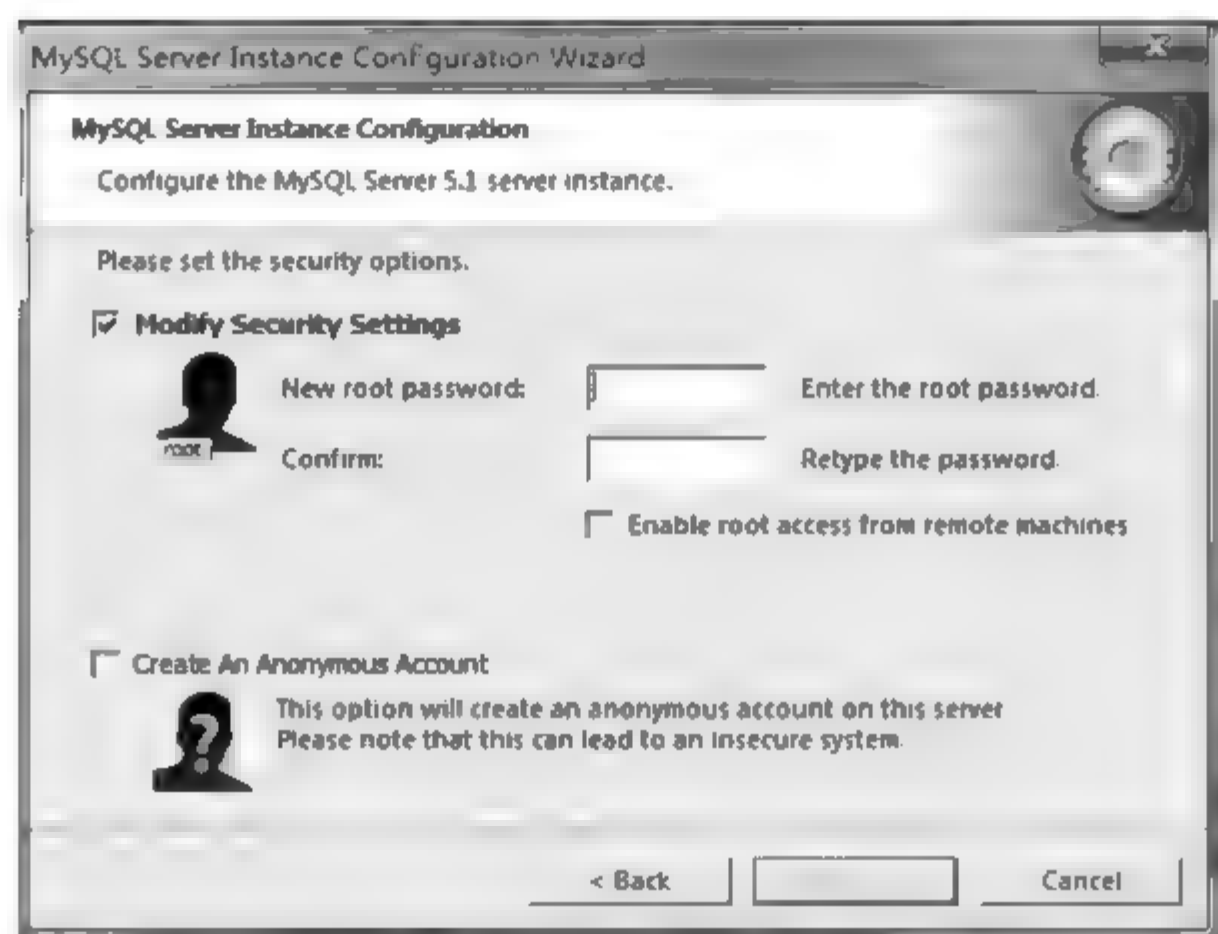 MySQL Server Instance Configuration Wizard
MySQL Server Instance Configuration
Configure the MySQL Server 5.1 server instance.
Please set the security options.
Modify Security Settings
root
New root password:
Enter the root password.
Confirm:
Retype the password.
Enable root access from remote machines
Create An Anonymous Account
This option will create an anonymous account on this server
Please note that this can lead to an insecure system.
< Back
Cancel